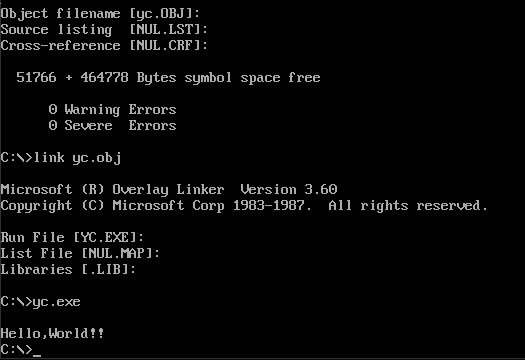 Object filename [yc.OBJ]:
Source listing  [NUL.LST]:
Cross-reference [NUL.CRF]:
  51766 + 464778 Bytes symbol space free
      0 Warning Errors
      0 Severe  Errors
C:\>link yc.obj
Microsoft (R) Overlay Linker  Version 3.60
Copyright (C) Microsoft Corp 1983-1987.  All rights reserved.
Run File [YC.EXE]:
List File [NUL.MAP]:
Libraries [.LIB]:
C:\>yc.exe
Hello,World!!
C:\>_